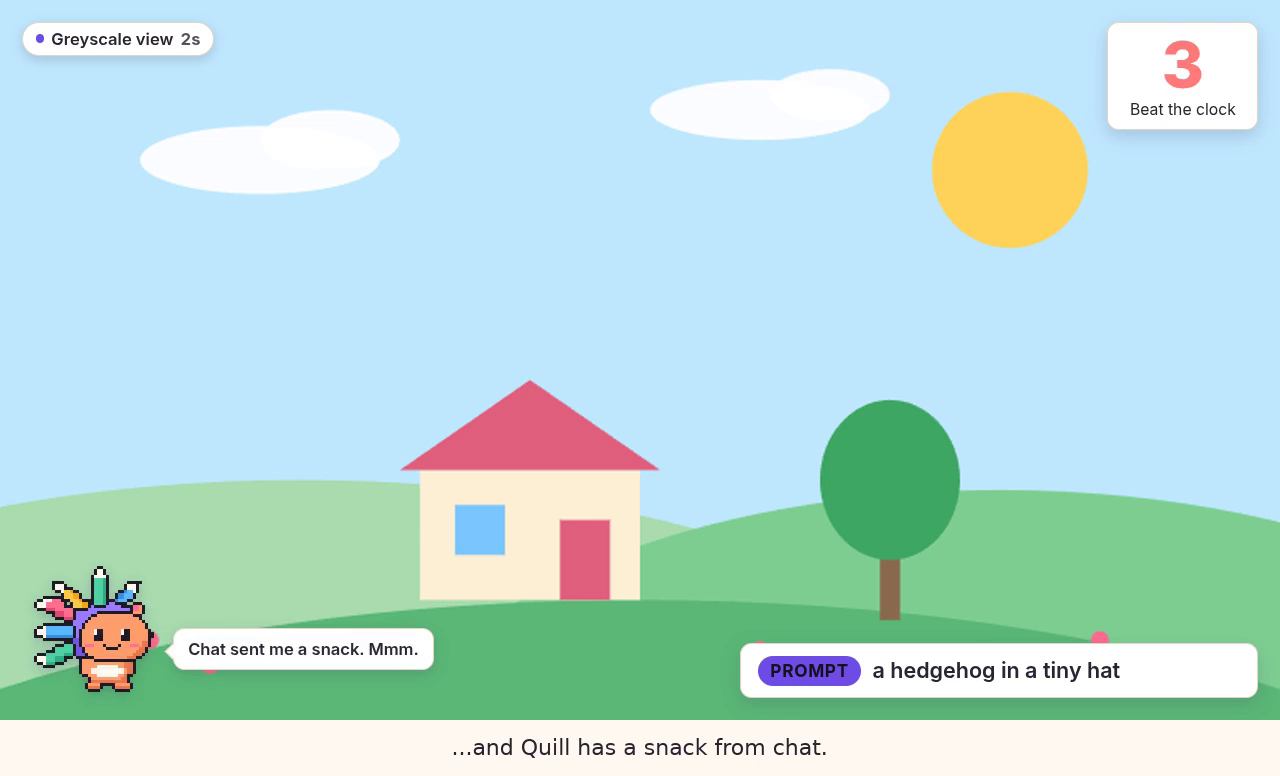 Greyscale view 2s
3
Beat the clock
Chat sent me a snack. Mmm.
PROMPT a hedgehog in a tiny hat
...and Quill has a snack from chat.